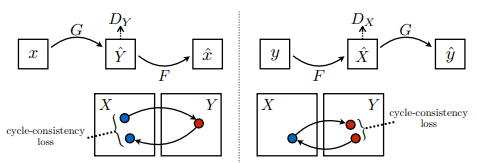 D_Y
G
x
Ŷ
x̂
F
X
Y
cycle-consistency
loss
D_X
G
y
X̂
ŷ
F
X
Y
cycle-consistency
loss